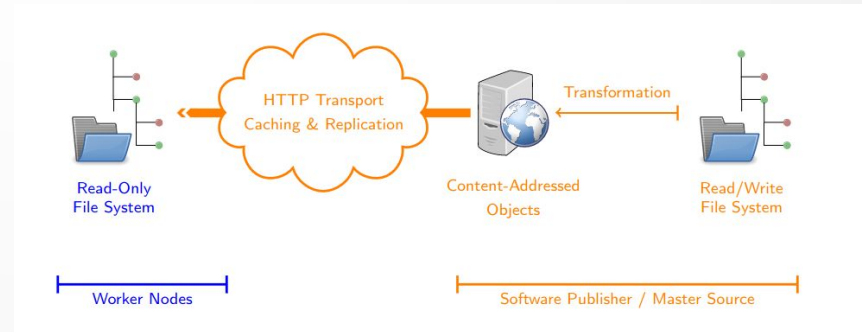 HTTP Transport
Caching & Replication
Transformation
Read-Only
File System
Content-Addressed
Objects
Read/Write
File System
Worker Nodes
Software Publisher / Master Source